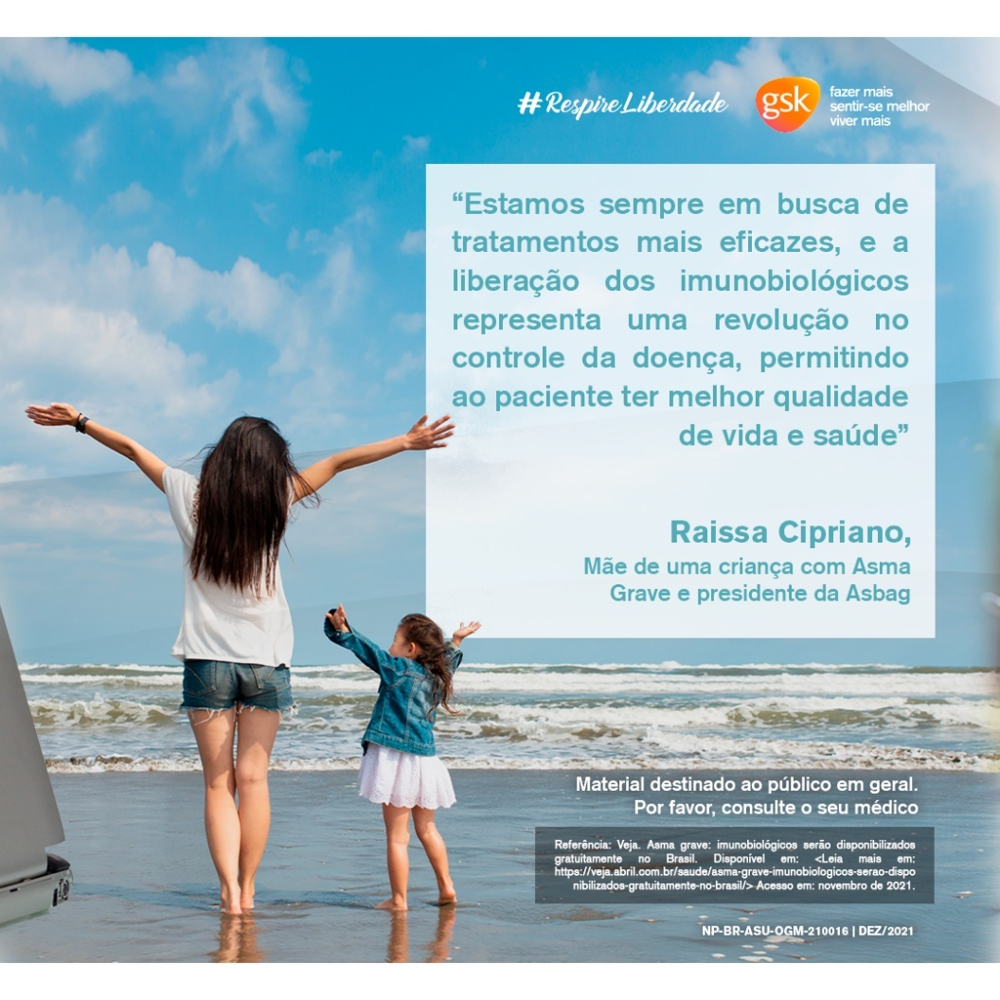 #RespireLiberdade
gsk
fazer mais
sentir-se melhor
viver mais
“Estamos sempre em busca de
tratamentos mais eficazes, e a
liberação dos imunobiológicos
representa uma revolução no
controle da doença, permitindo
ao paciente ter melhor qualidade
de vida e saúde”
Raissa Cipriano,
Mãe de uma criança com Asma
Grave e presidente da Asbag
Material destinado ao público em geral.
Por favor, consulte o seu médico
Referência: Veja. Asma grave: imunobiológicos serão disponibilizados
gratuitamente no Brasil. Disponível em: <Leia mais em:
https://veja.abril.com.br/saude/asma-grave-imunobiologicos-serao-dispo
nibilizados-gratuitamente-no-brasil/> Acesso em: novembro de 2021.
NP-BR-ASU-OGM-210016 | DEZ/2021